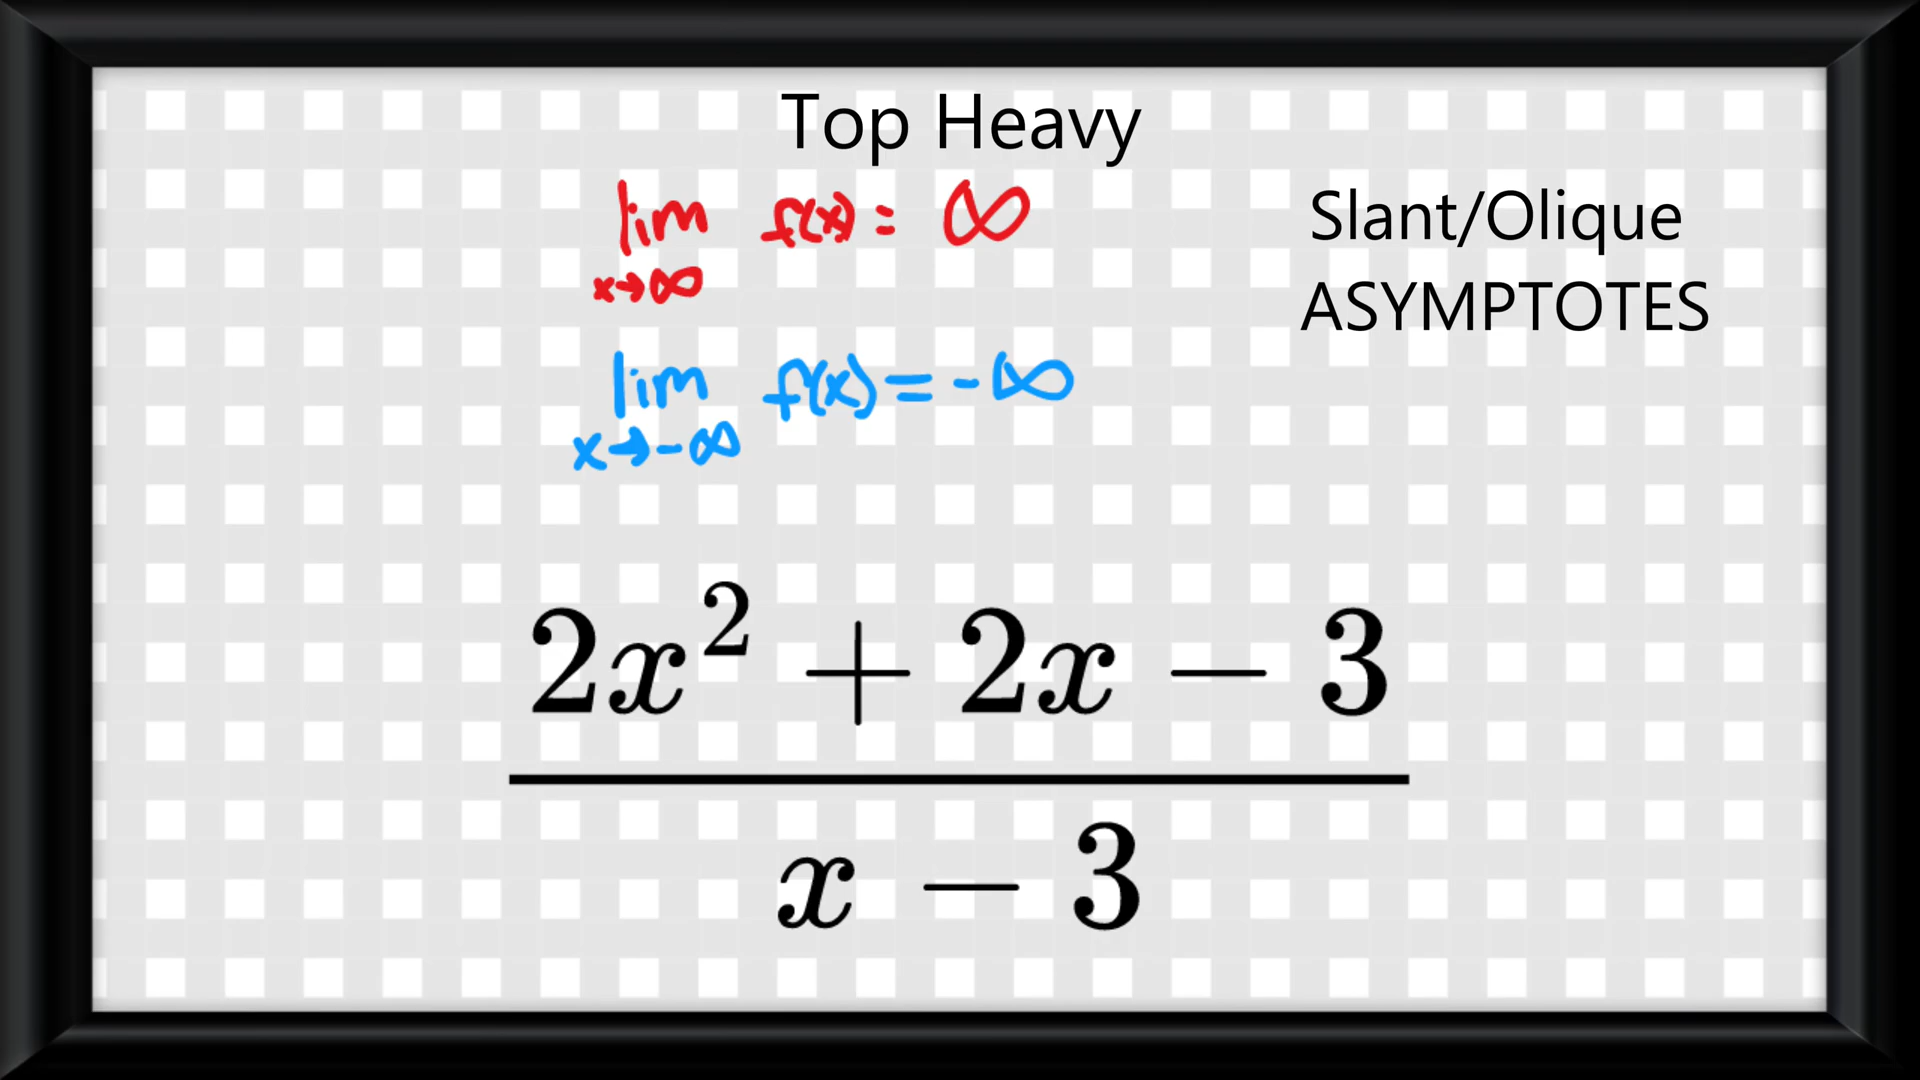 Top Heavy
lim f(x) = ∞
x→∞
Slant/Olique
ASYMPTOTES
lim f(x) = -∞
x→-∞
2x² + 2x − 3
x − 3